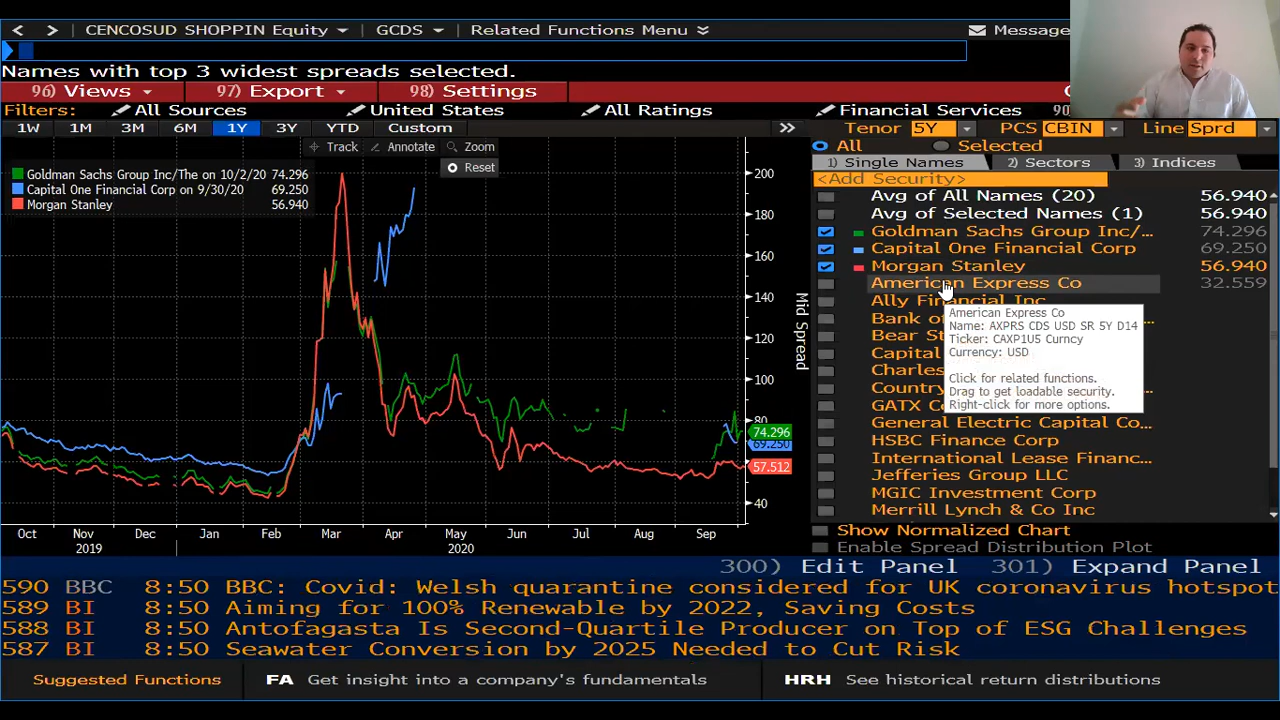 CENCOSUD SHOPPIN Equity GCDS Related Functions Menu Message
Names with top 3 widest spreads selected.
96) Views 97) Export 98) Settings
Filters: All Sources United States All Ratings Financial Services
1W 1M 3M 6M 1Y 3Y YTD Custom Tenor 5Y PCS CBIN Line Sprd
Track Annotate Zoom All Selected
Reset 1) Single Names 2) Sectors 3) Indices
Goldman Sachs Group Inc/The on 10/2/20 74.296
Capital One Financial Corp on 9/30/20 69.250
Morgan Stanley 56.940
200
180
160
140
120
100
80
74.296
69.250
57.512
40
Mid Spread
Oct Nov Dec Jan Feb Mar Apr May Jun Jul Aug Sep
2019 2020
<Add Security>
Avg of All Names (20) 56.940
Avg of Selected Names (1) 56.940
Goldman Sachs Group Inc/... 74.296
Capital One Financial Corp 69.250
Morgan Stanley 56.940
American Express Co 32.559
Ally Financial Inc
Bank of ...
Bear St
Capital
Charles
Country ...
GATX Co
General Electric Capital Co...
HSBC Finance Corp
International Lease Financ...
Jefferies Group LLC
MGIC Investment Corp
Merrill Lynch & Co Inc
American Express Co
Name: AXPRS CDS USD SR 5Y D14
Ticker: CAXP1U5 Curncy
Currency: USD
Click for related functions.
Drag to get loadable security.
Right-click for more options.
Show Normalized Chart
Enable Spread Distribution Plot
300) Edit Panel 301) Expand Panel
590 BBC 8:50 BBC: Covid: Welsh quarantine considered for UK coronavirus hotspot
589 BI 8:50 Aiming for 100% Renewable by 2022, Saving Costs
588 BI 8:50 Antofagasta Is Second-Quartile Producer on Top of ESG Challenges
587 BI 8:50 Seawater Conversion by 2025 Needed to Cut Risk
Suggested Functions FA Get insight into a company's fundamentals HRH See historical return distributions